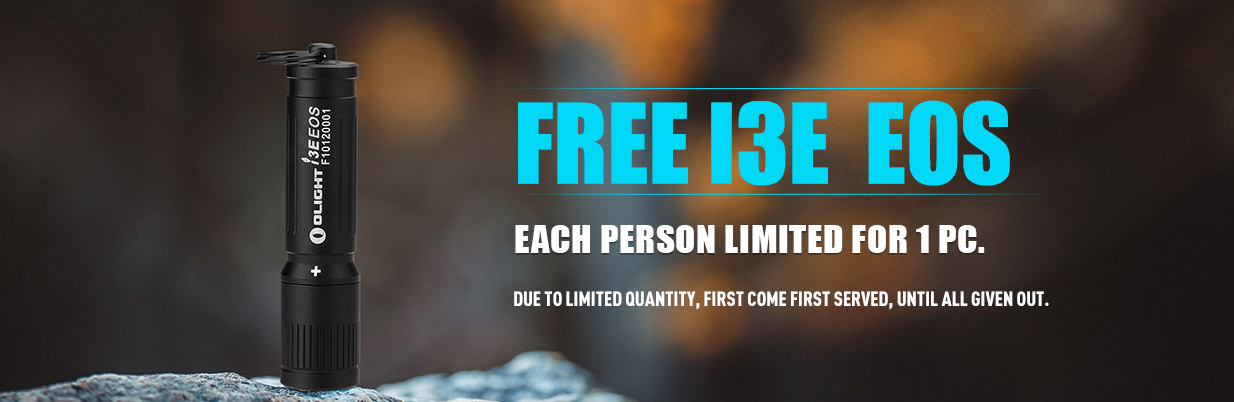 OLIGHT i3E EOS
F10120001
+
FREE I3E EOS
EACH PERSON LIMITED FOR 1 PC.
DUE TO LIMITED QUANTITY, FIRST COME FIRST SERVED, UNTIL ALL GIVEN OUT.